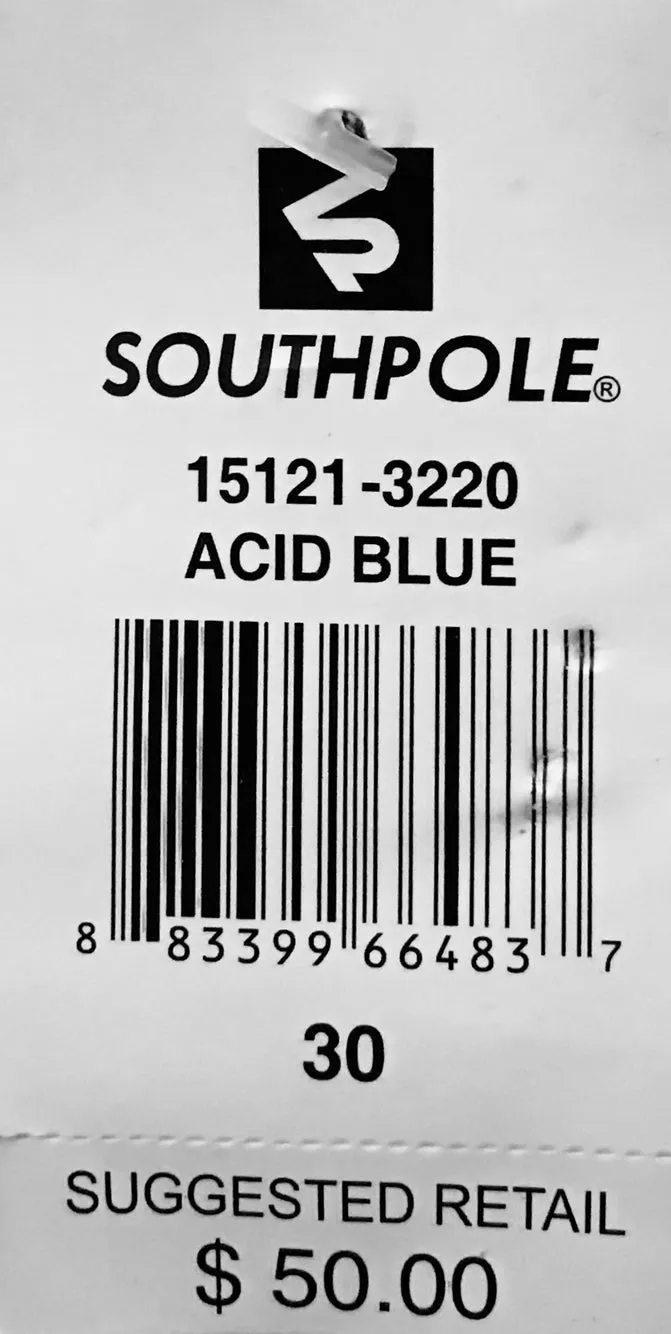 SOUTHPOLE®
15121-3220
ACID BLUE
8 83399 66483 7
30
SUGGESTED RETAIL
$ 50.00